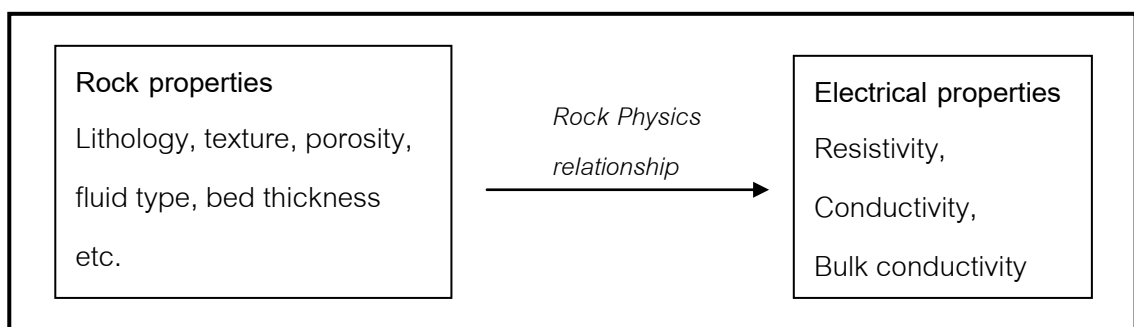 Rock properties
Lithology, texture, porosity,
fluid type, bed thickness
etc.
Rock Physics
relationship
Electrical properties
Resistivity,
Conductivity,
Bulk conductivity